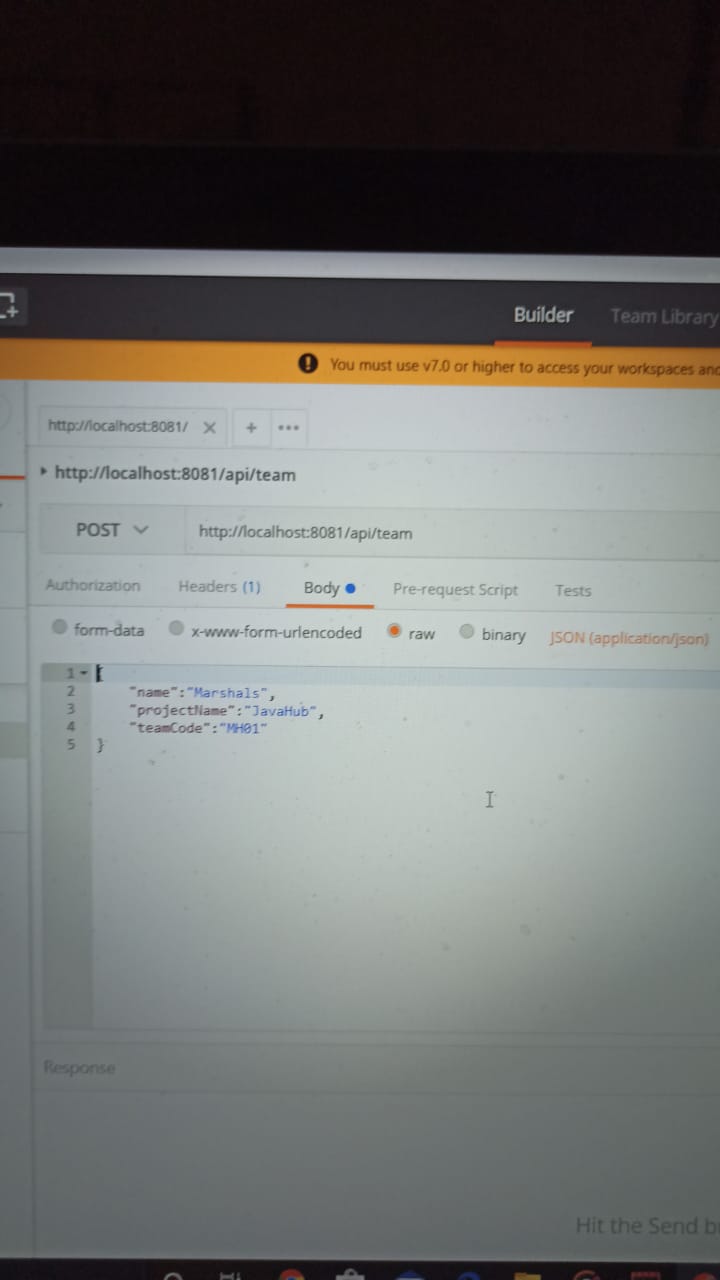 Builder
Team Library
You must use v7.0 or higher to access your workspaces and
http://localhost:8081/
http://localhost:8081/api/team
POST
http://localhost:8081/api/team
Authorization Headers (1) Body Pre-request Script Tests
form-data x-www-form-urlencoded raw binary JSON (application/json)
1 {
2 "name":"Marshals",
3 "projectName":"JavaHub",
4 "teamCode":"MH01"
5 }
Response
Hit the Send